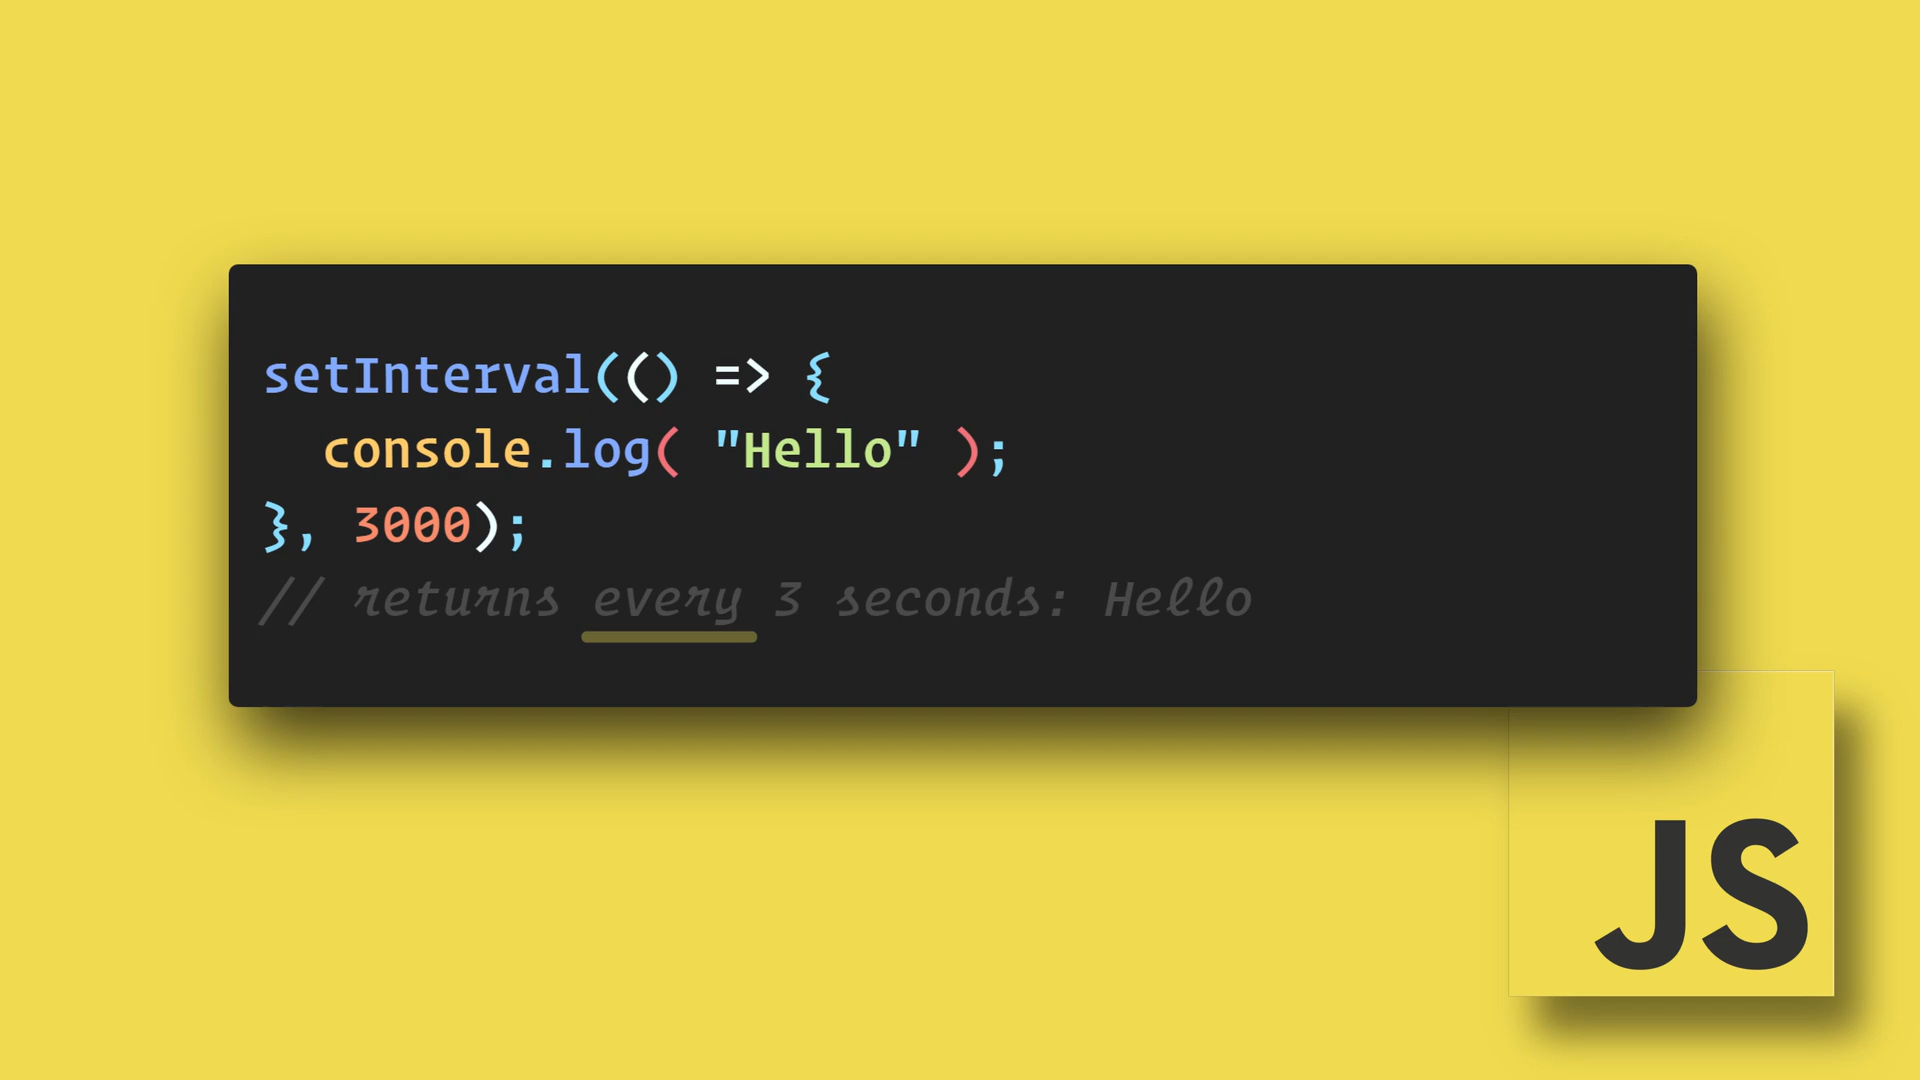 setInterval(() => {
console.log( "Hello" );
}, 3000);
// returns every 3 seconds: Hello
JS